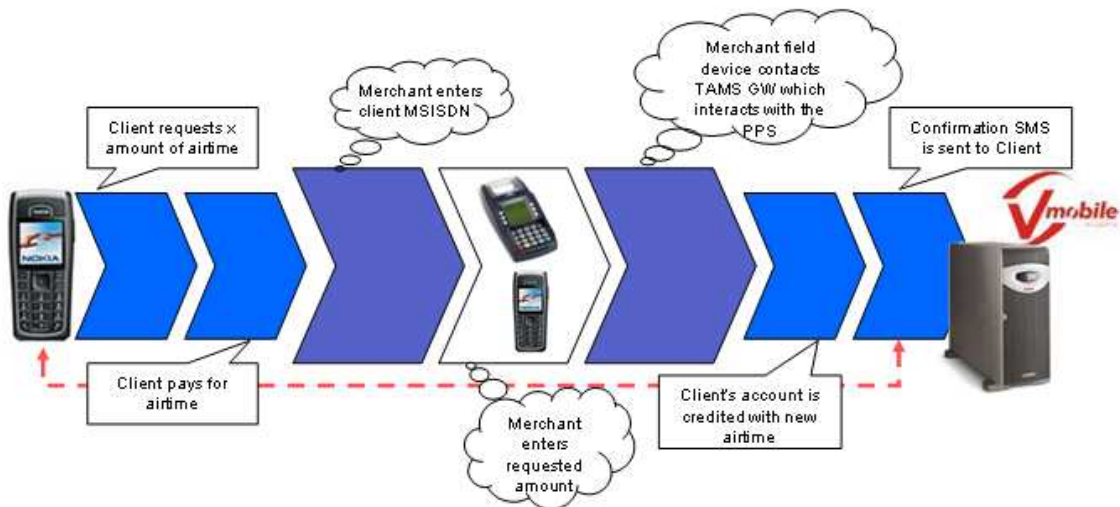 Client requests x
amount of airtime
Client pays for
airtime
Merchant enters
client MSISDN
Merchant
enters
requested
amount
Merchant field
device contacts
TAMS GW which
interacts with the
PPS
Client's account is
credited with new
airtime
Confirmation SMS
is sent to Client
NOKIA
Vmobile